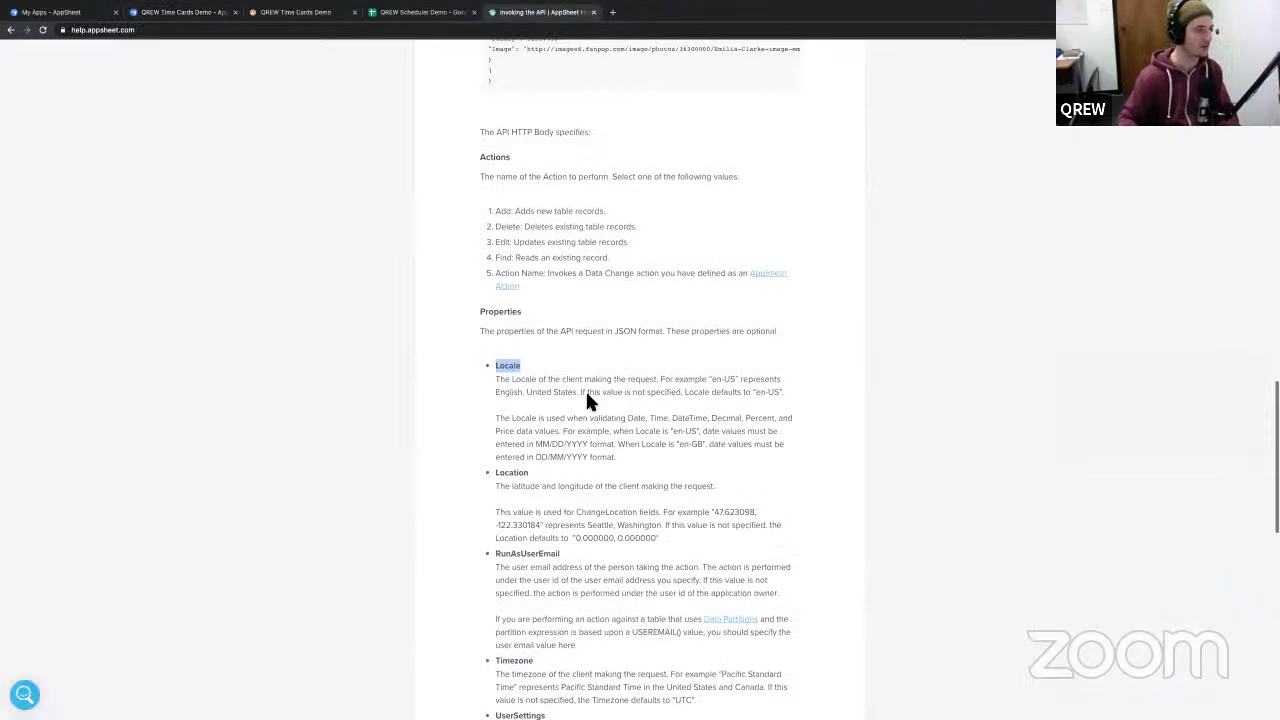 My Apps - AppSheet
QREW Time Cards Demo - Ap
QREW Time Cards Demo
QREW Scheduler Demo - Goo
Invoking the API | AppSheet H
help.appsheet.com
"Image": "http://images6.fanpop.com/image/photos/36300000/Emilia-Clarke-image-em
}
]
}
The API HTTP Body specifies:
Actions
The name of the Action to perform. Select one of the following values:
1. Add: Adds new table records.
2. Delete: Deletes existing table records.
3. Edit: Updates existing table records.
4. Find: Reads an existing record.
5. Action Name: Invokes a Data Change action you have defined as an AppSheet
Action
Properties
The properties of the API request in JSON format. These properties are optional
Locale
The Locale of the client making the request. For example "en-US" represents
English, United States. If this value is not specified, Locale defaults to "en-US".
The Locale is used when validating Date, Time, DateTime, Decimal, Percent, and
Price data values. For example, when Locale is "en-US", date values must be
entered in MM/DD/YYYY format. When Locale is "en-GB", date values must be
entered in DD/MM/YYYY format.
Location
The latitude and longitude of the client making the request.
This value is used for ChangeLocation fields. For example "47.623098,
-122.330184" represents Seattle, Washington. If this value is not specified, the
Location defaults to "0.000000, 0.000000"
RunAsUserEmail
The user email address of the person taking the action. The action is performed
under the user id of the user email address you specify. If this value is not
specified, the action is performed under the user id of the application owner.
If you are performing an action against a table that uses Data Partitions and the
partition expression is based upon a USEREMAIL() value, you should specify the
user email value here
Timezone
The timezone of the client making the request. For example "Pacific Standard
Time" represents Pacific Standard Time in the United States and Canada. If this
value is not specified, the Timezone defaults to "UTC".
UserSettings
QREW
zoom